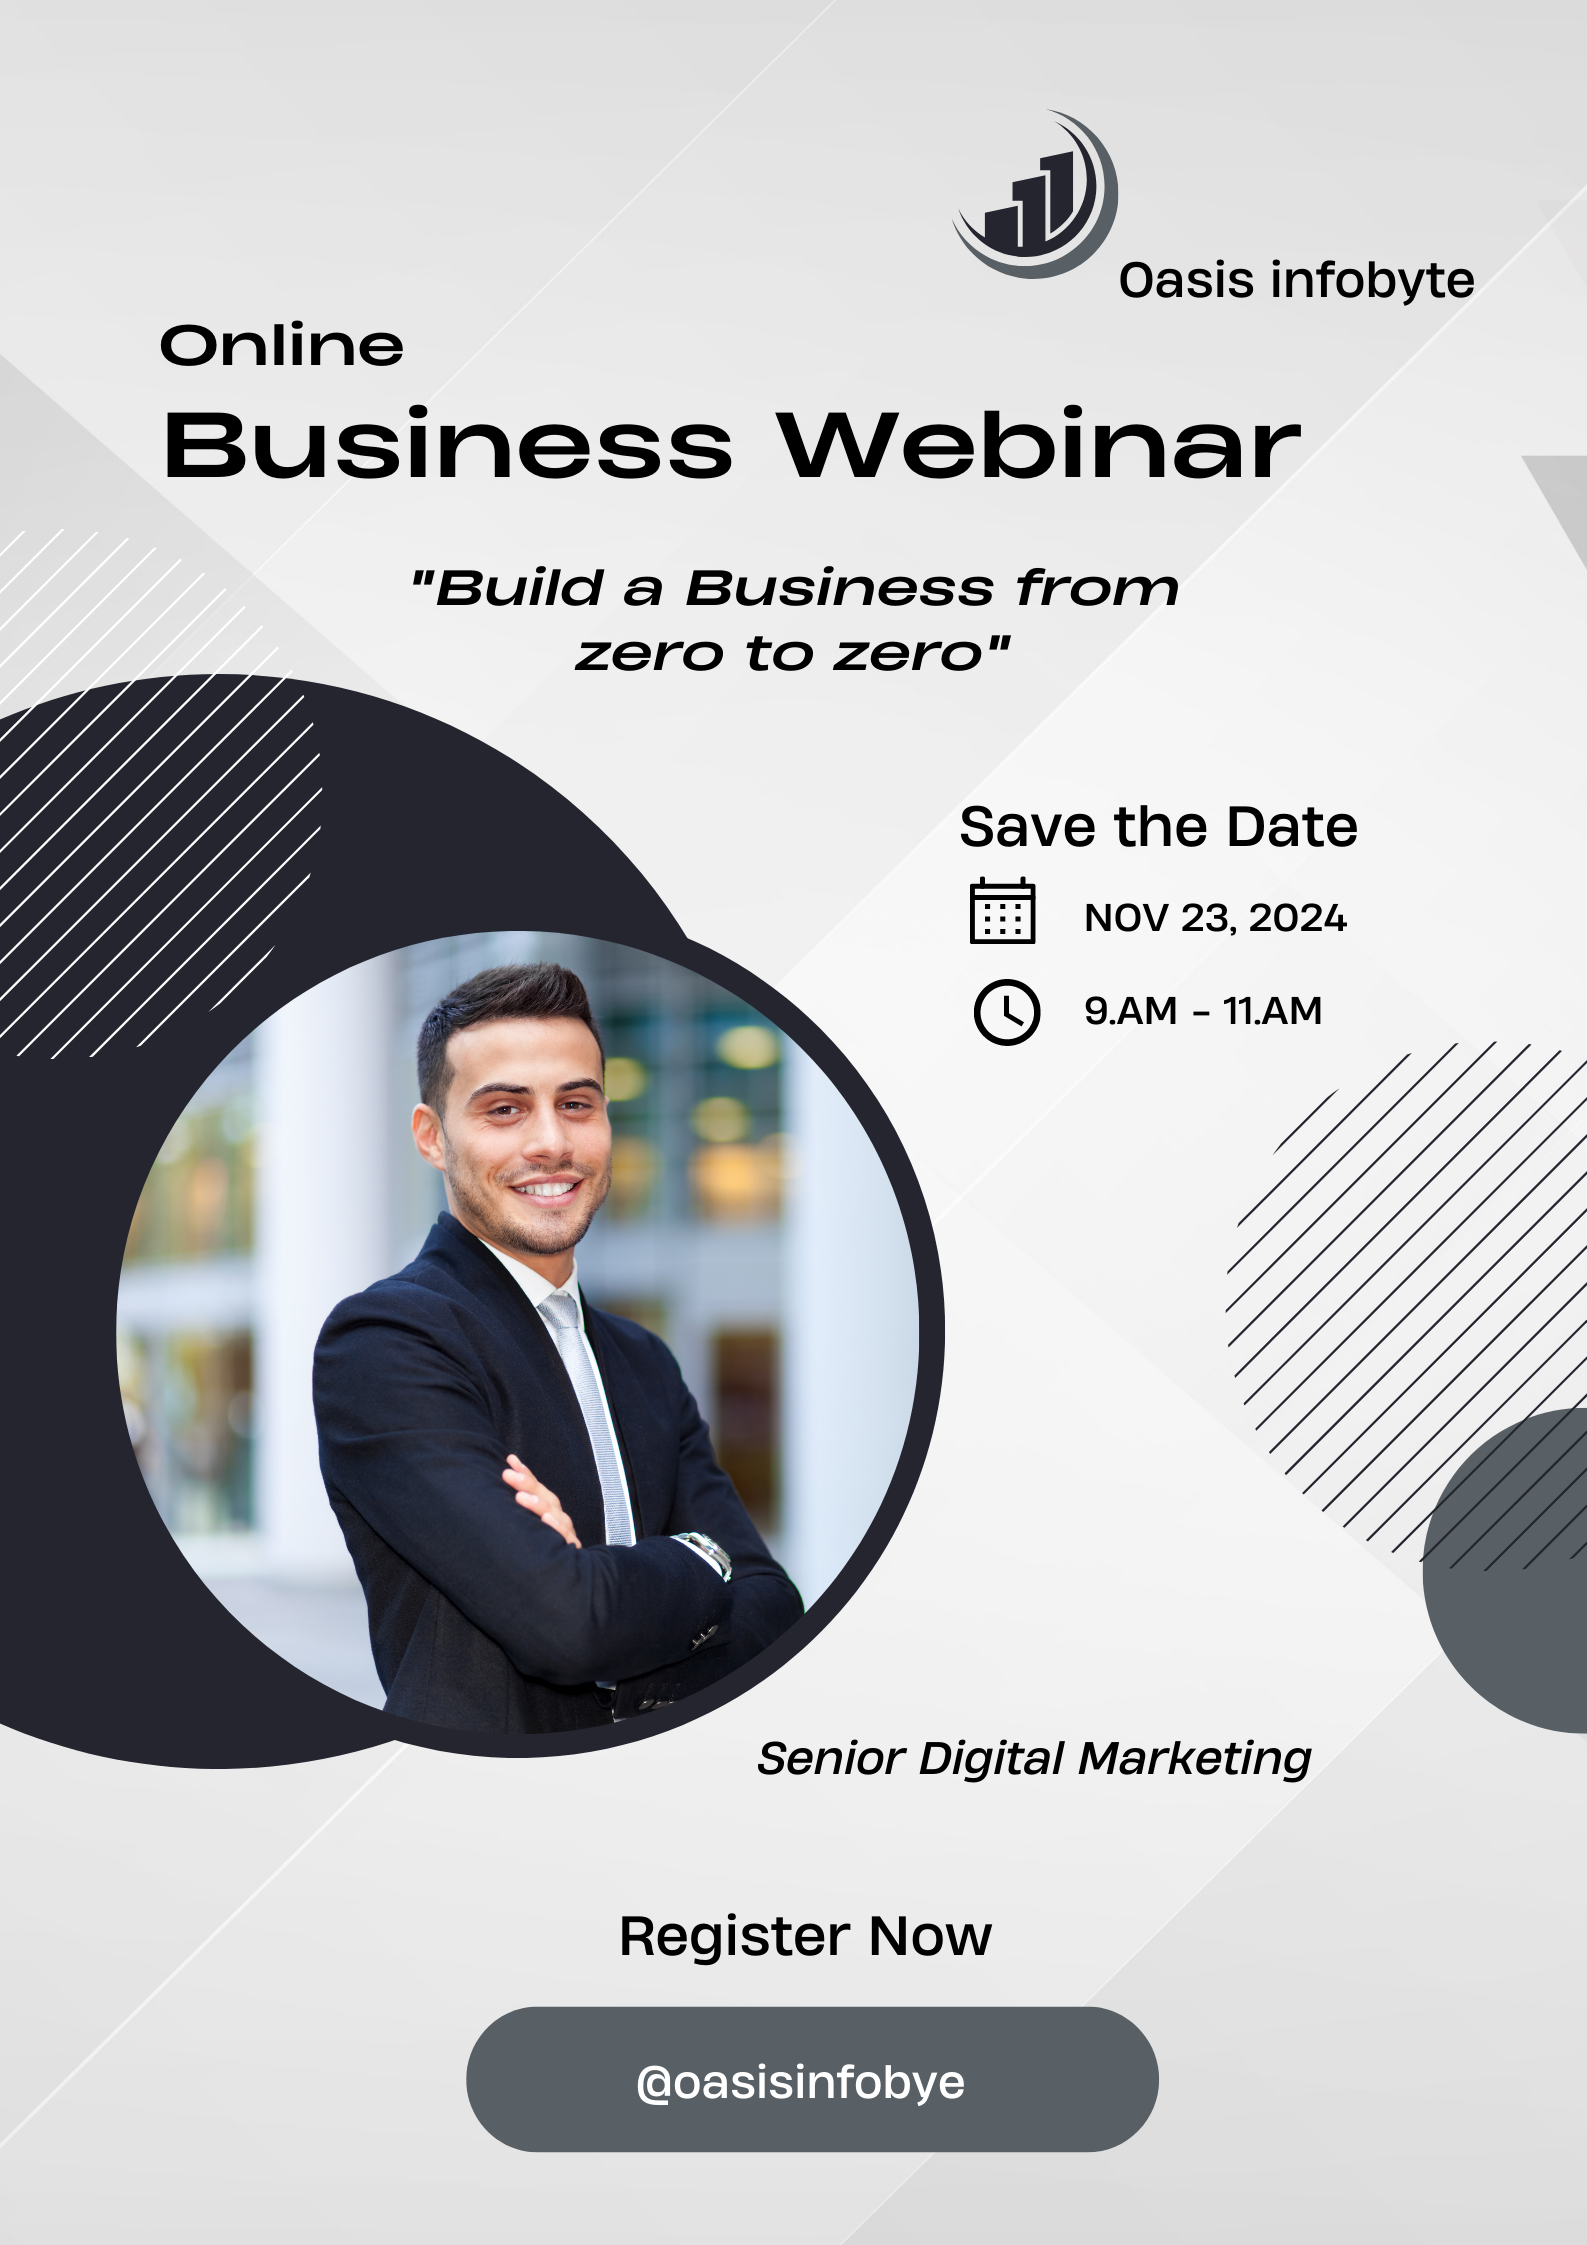 Oasis infobyte
Online
Business Webinar
"Build a Business from
zero to zero"
Save the Date
NOV 23, 2024
9.AM - 11.AM
Senior Digital Marketing
Register Now
@oasisinfobye